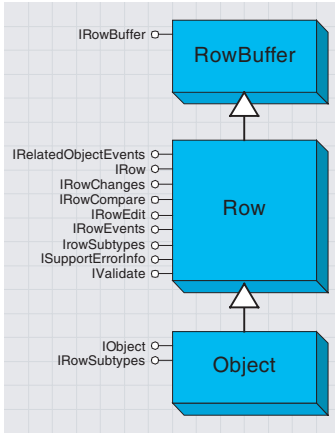 IRowBuffer
RowBuffer
IRelatedObjectEvents
IRow
IRowChanges
IRowCompare
IRowEdit
IRowEvents
IrowSubtypes
ISupportErrorInfo
IValidate
Row
IObject
IRowSubtypes
Object